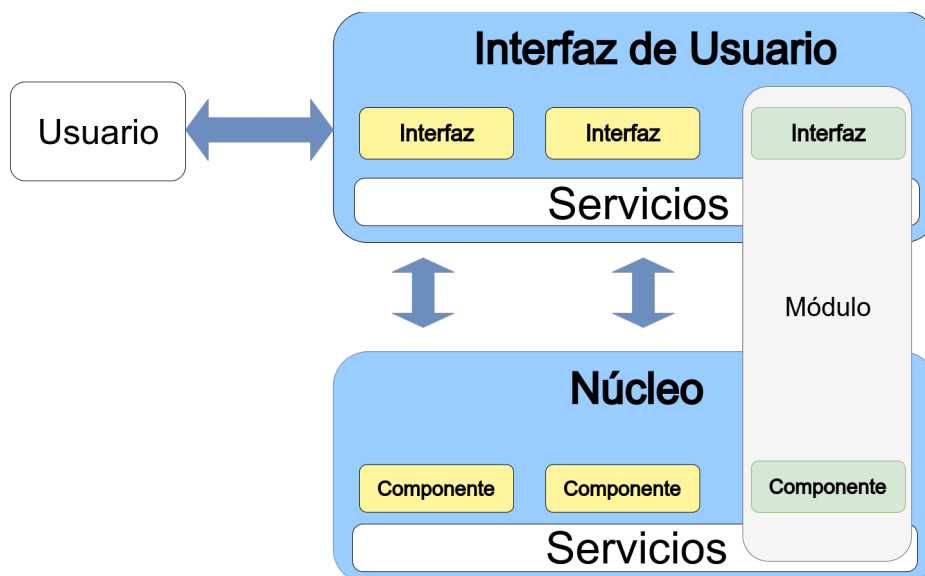 Interfaz de Usuario
Usuario
Interfaz
Interfaz
Interfaz
Servicios
Módulo
Núcleo
Componente
Componente
Componente
Servicios